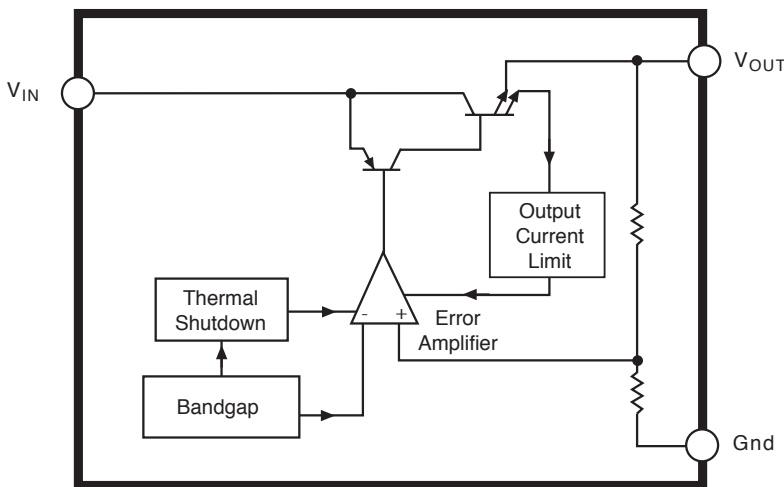 VIN
VOUT
Output
Current
Limit
Thermal
Shutdown
- +
Error
Amplifier
Bandgap
Gnd